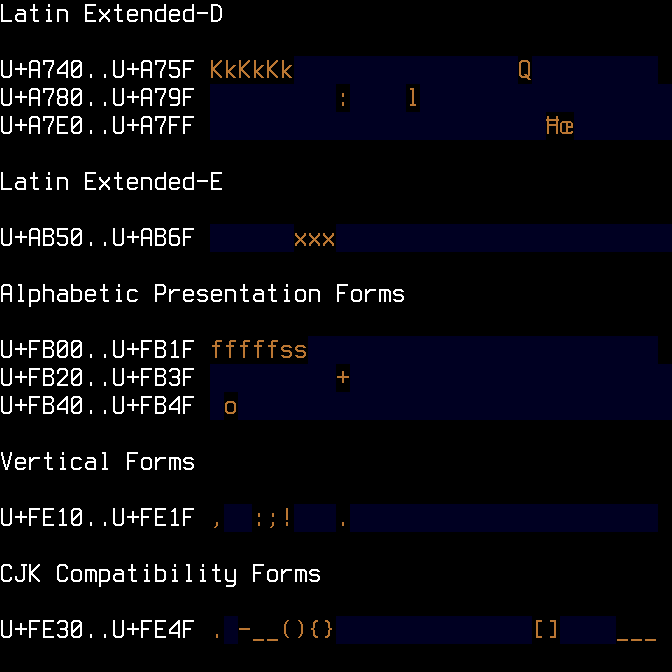 Latin Extended-D
U+A740..U+A75F KkKkKk Q
U+A780..U+A79F : l
U+A7E0..U+A7FF Ħœ
Latin Extended-E
U+AB50..U+AB6F xxx
Alphabetic Presentation Forms
U+FB00..U+FB1F fffffss
U+FB20..U+FB3F +
U+FB40..U+FB4F o
Vertical Forms
U+FE10..U+FE1F , :;! .
CJK Compatibility Forms
U+FE30..U+FE4F . -__(){} [] ___